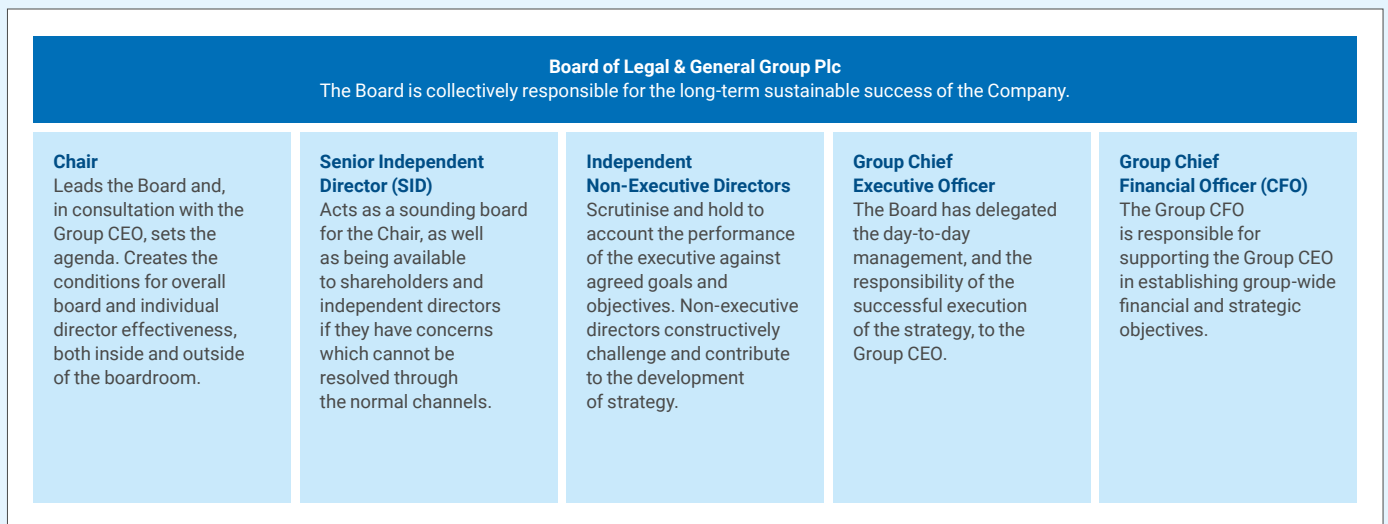 Board of Legal & General Group Plc
The Board is collectively responsible for the long-term sustainable success of the Company.
Chair
Leads the Board and,
in consultation with the
Group CEO, sets the
agenda. Creates the
conditions for overall
board and individual
director effectiveness,
both inside and outside
of the boardroom.
Senior Independent
Director (SID)
Acts as a sounding board
for the Chair, as well
as being available
to shareholders and
independent directors
if they have concerns
which cannot be
resolved through
the normal channels.
Independent
Non-Executive Directors
Scrutinise and hold to
account the performance
of the executive against
agreed goals and
objectives. Non-executive
directors constructively
challenge and contribute
to the development
of strategy.
Group Chief
Executive Officer
The Board has delegated
the day-to-day
management, and the
responsibility of the
successful execution
of the strategy, to the
Group CEO.
Group Chief
Financial Officer (CFO)
The Group CFO
is responsible for
supporting the Group CEO
in establishing group-wide
financial and strategic
objectives.